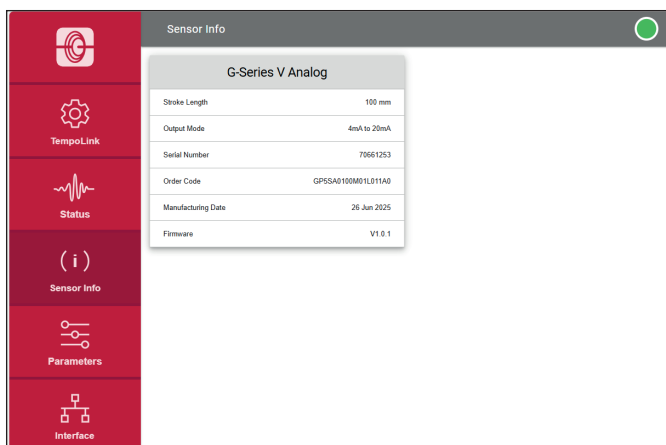 Sensor Info
TempoLink
Status
Sensor Info
Parameters
Interface
G-Series V Analog
Stroke Length 100 mm
Output Mode 4mA to 20mA
Serial Number 70661253
Order Code GP5SA0100M01L011A0
Manufacturing Date 26 Jun 2025
Firmware V1.0.1